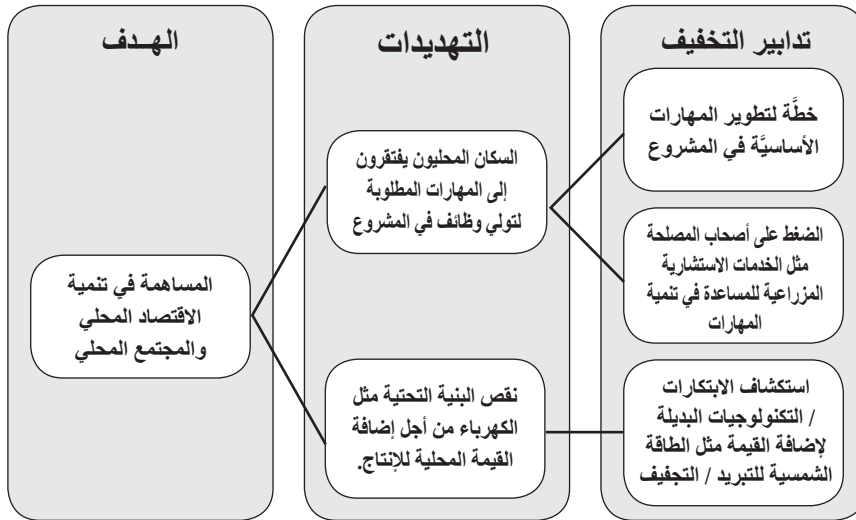 الهــدف
التهديدات
تدابير التخفيف
المساهمة في تنمية
الاقتصاد المحلي
والمجتمع المحلي
السكان المحليون يفتقرون
إلى المهارات المطلوبة
لتولي وظائف في المشروع
نقص البنية التحتية مثل
الكهرباء من أجل إضافة
القيمة المحلية للإنتاج.
خطَّة لتطوير المهارات
الأساسيَّة في المشروع
الضغط على أصحاب المصلحة
مثل الخدمات الاستشارية
المزراعية للمساعدة في تنمية
المهارات
استكشاف الابتكارات
/ التكنولوجيات البديلة
لإضافة القيمة مثل الطاقة
الشمسية للتبريد / التجفيف